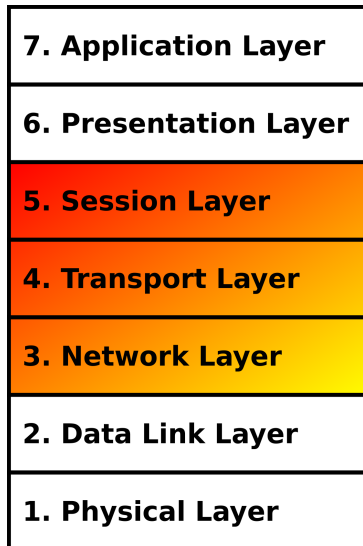 7. Application Layer
6. Presentation Layer
5. Session Layer
4. Transport Layer
3. Network Layer
2. Data Link Layer
1. Physical Layer